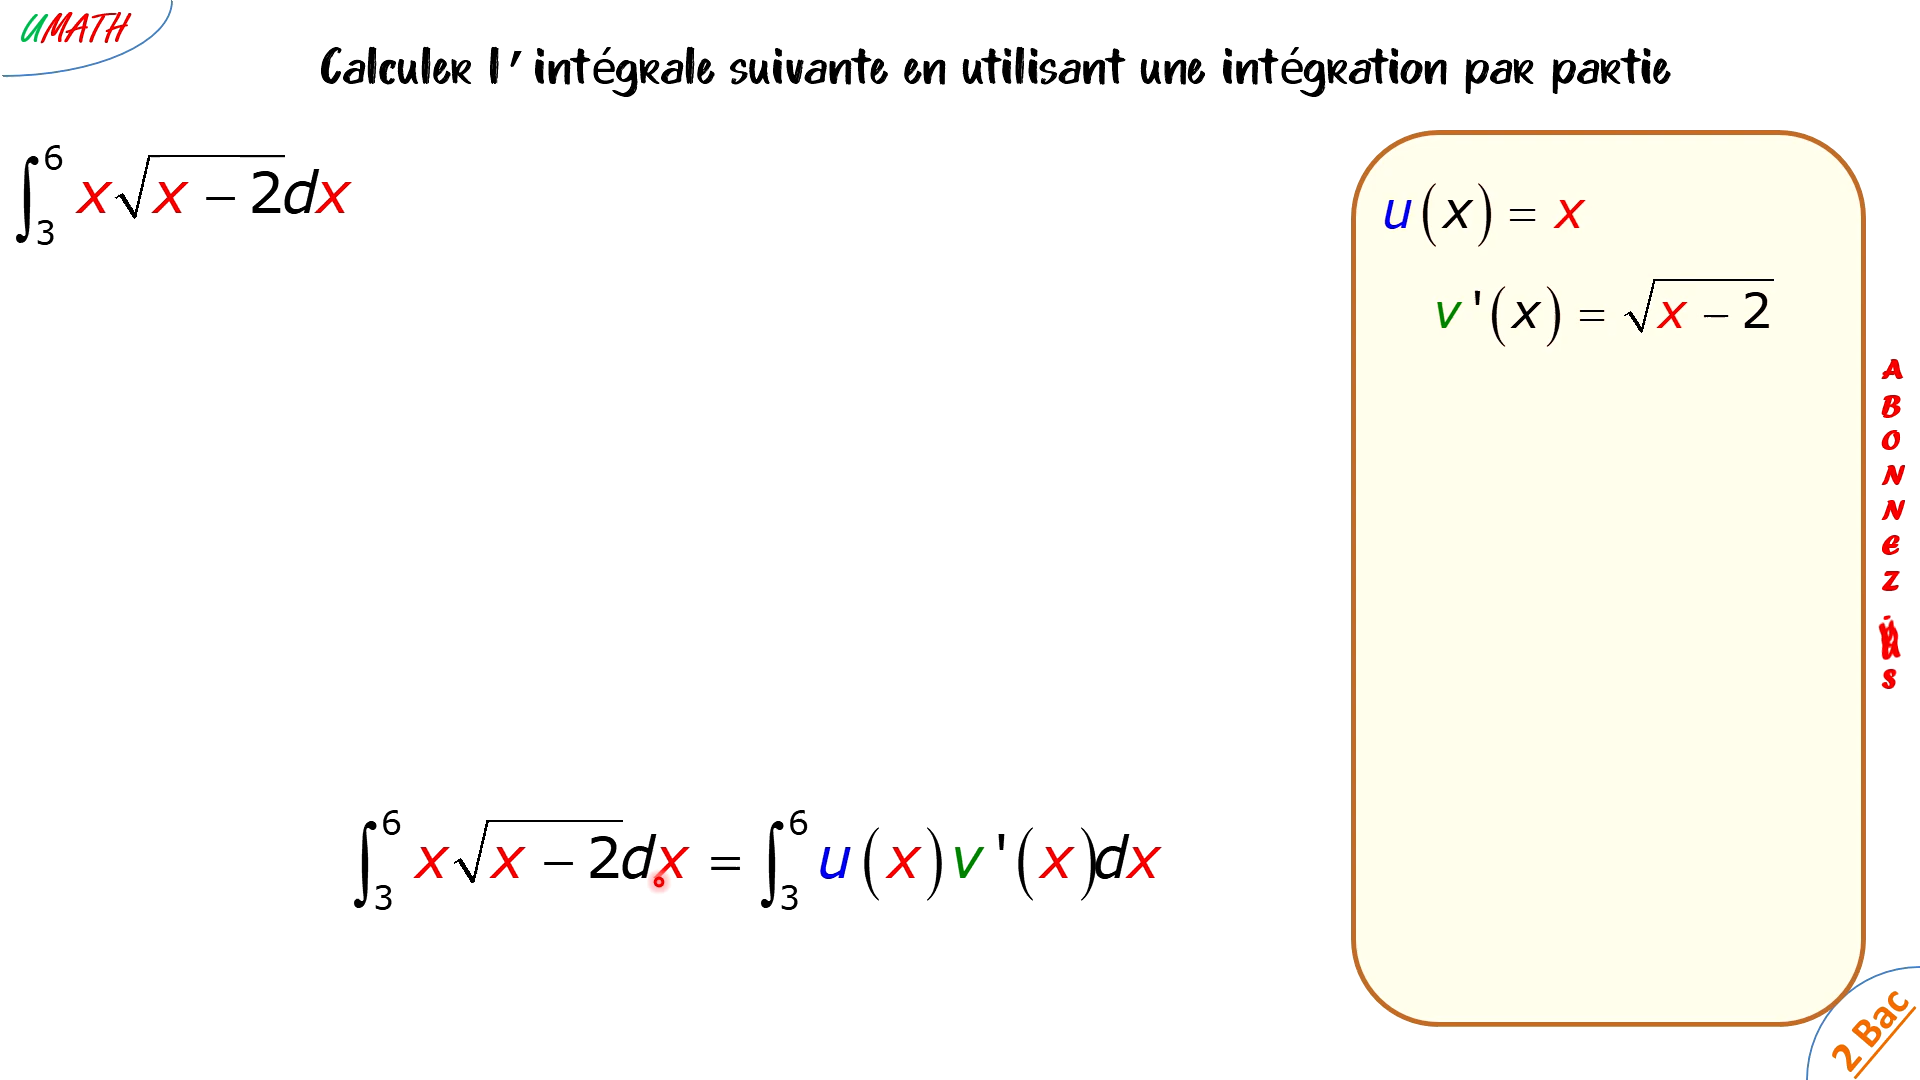 UMATH
Calculer l'intégrale suivante en utilisant une intégration par partie
∫₃⁶ x√(x − 2)dx
u(x) = x
v'(x) = √(x − 2)
∫₃⁶ x√(x − 2)dx = ∫₃⁶ u(x)v'(x)dx
A
B
O
N
N
e
Z
s
2 Bac